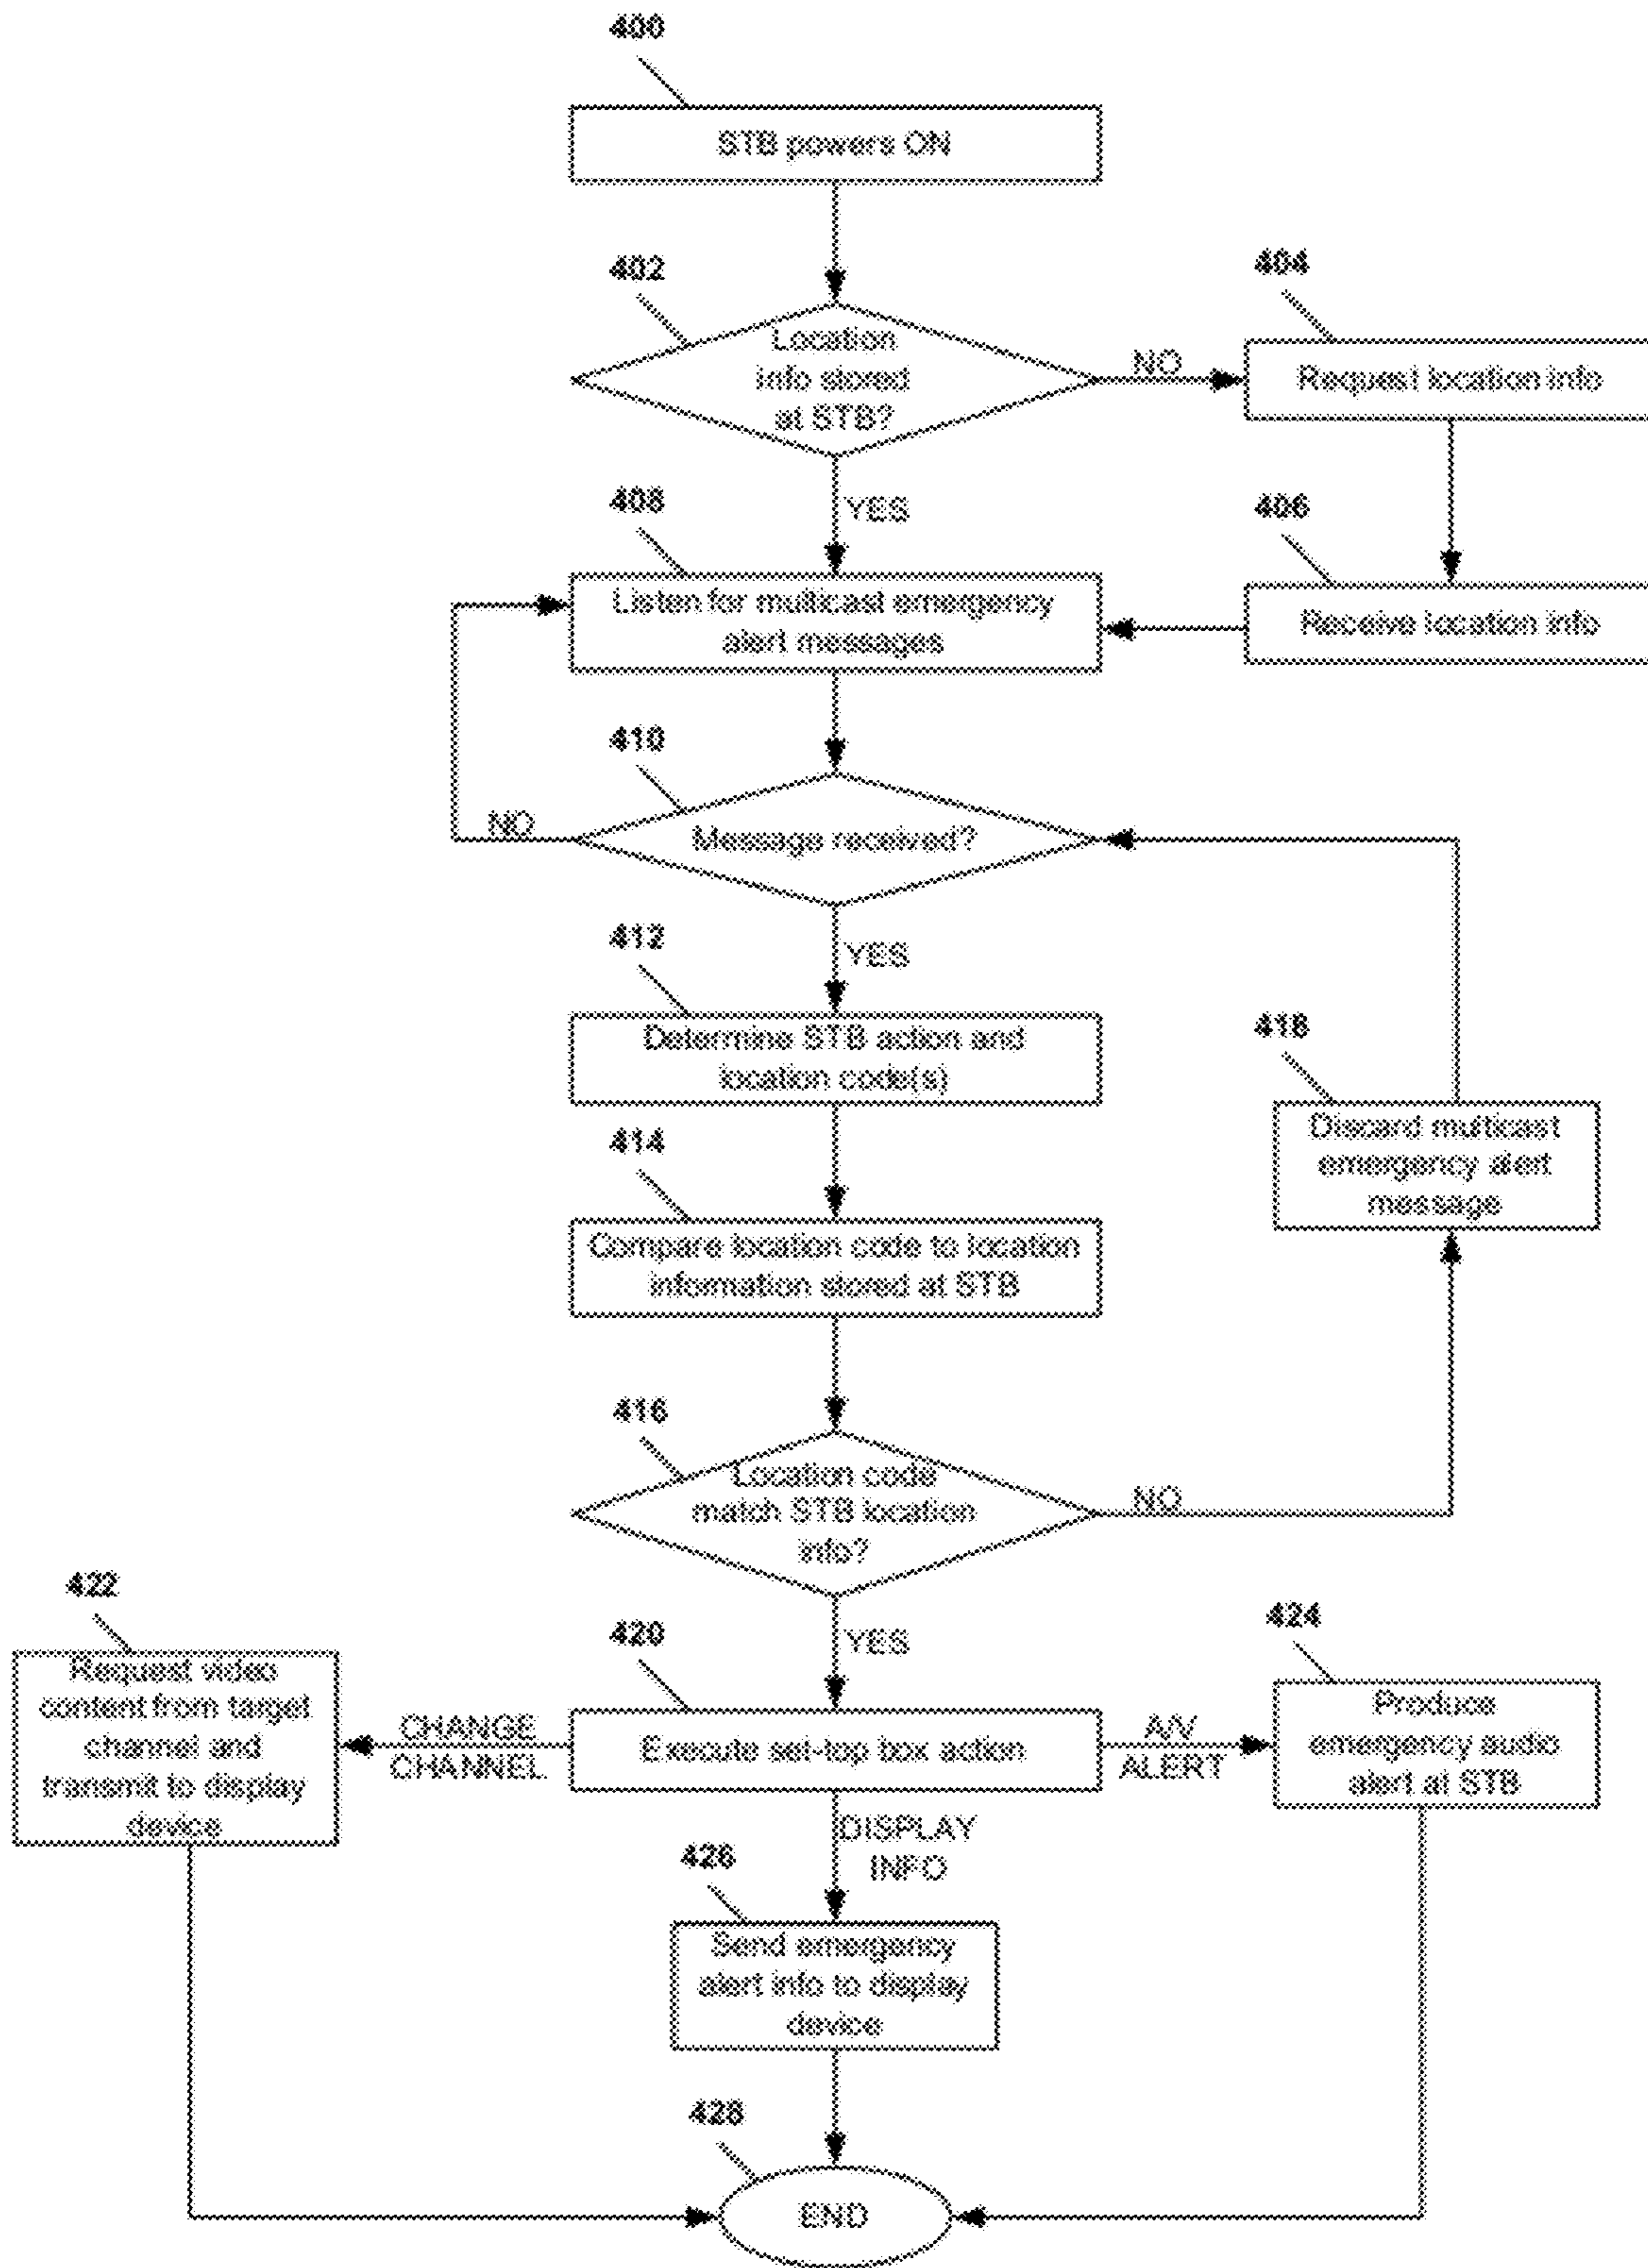 400
STB powers ON
402
Location
info stored
at STB?
NO
404
Request location info
YES
406
Receive location info
408
Listen for multicast emergency
alert messages
410
Message received?
NO
YES
412
Determine STB action and
location code(s)
414
Compare location code to location
information stored at STB
416
Location code
match STB location
info?
NO
418
Discard multicast
emergency alert
message
YES
420
Execute set-top box action
CHANGE
CHANNEL
422
Request video
content from target
channel and
transmit to display
device
A/V
ALERT
424
Produce
emergency audio
alert at STB
DISPLAY
INFO
426
Send emergency
alert info to display
device
428
END